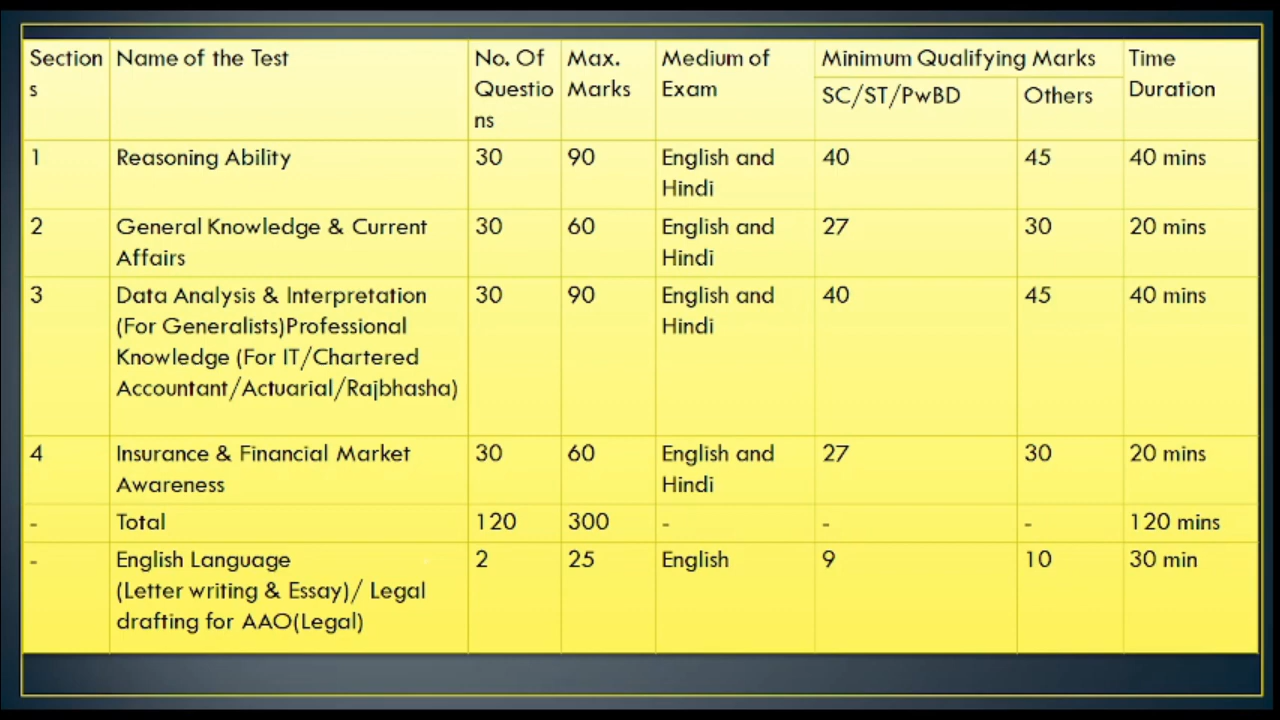 Section Name of the Test No. Of Max. Medium of Minimum Qualifying Marks Time
s Questio Marks Exam SC/ST/PwBD Others Duration
ns
1 Reasoning Ability 30 90 English and 40 45 40 mins
Hindi
2 General Knowledge & Current 30 60 English and 27 30 20 mins
Affairs Hindi
3 Data Analysis & Interpretation 30 90 English and 40 45 40 mins
(For Generalists)Professional Hindi
Knowledge (For IT/Chartered
Accountant/Actuarial/Rajbhasha)
4 Insurance & Financial Market 30 60 English and 27 30 20 mins
Awareness Hindi
- Total 120 300 - - - 120 mins
- English Language 2 25 English 9 10 30 min
(Letter writing & Essay)/ Legal
drafting for AAO(Legal)